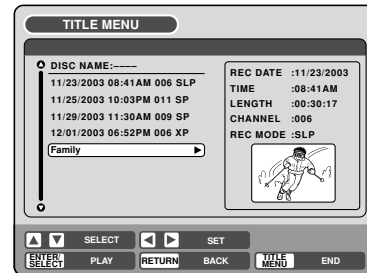 TITLE MENU
DISC NAME:----
11/23/2003 08:41AM 006 SLP
11/25/2003 10:03PM 011 SP
11/29/2003 11:30AM 009 SP
12/01/2003 06:52PM 006 XP
Family
REC DATE :11/23/2003
TIME :08:41AM
LENGTH :00:30:17
CHANNEL :006
REC MODE :SLP
SELECT SET
ENTER/SELECT PLAY RETURN BACK TITLE MENU END